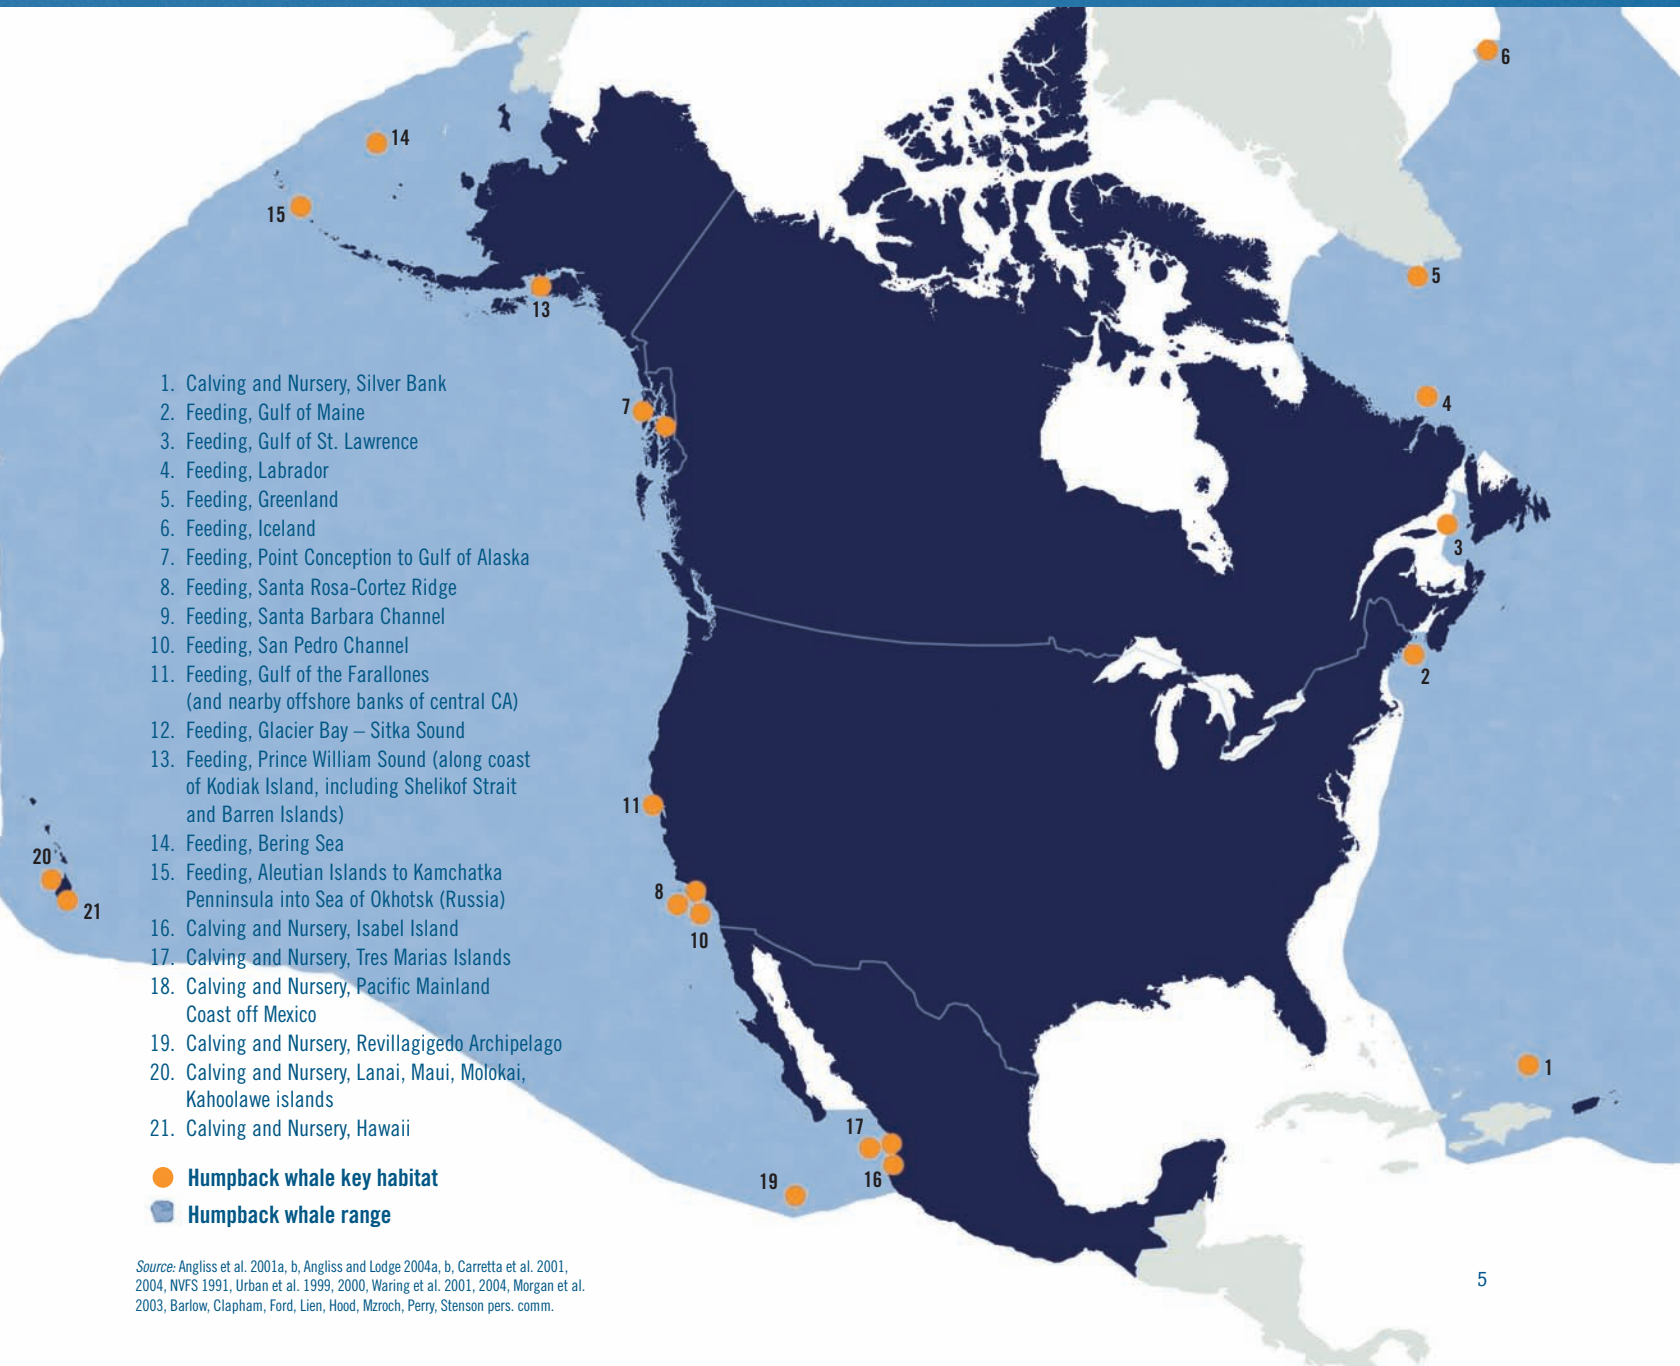 6
14
15
5
13
4
7
3
2
11
20
21
8
10
1
17
16
19
1. Calving and Nursery, Silver Bank
2. Feeding, Gulf of Maine
3. Feeding, Gulf of St. Lawrence
4. Feeding, Labrador
5. Feeding, Greenland
6. Feeding, Iceland
7. Feeding, Point Conception to Gulf of Alaska
8. Feeding, Santa Rosa-Cortez Ridge
9. Feeding, Santa Barbara Channel
10. Feeding, San Pedro Channel
11. Feeding, Gulf of the Farallones
(and nearby offshore banks of central CA)
12. Feeding, Glacier Bay – Sitka Sound
13. Feeding, Prince William Sound (along coast
of Kodiak Island, including Shelikof Strait
and Barren Islands)
14. Feeding, Bering Sea
15. Feeding, Aleutian Islands to Kamchatka
Penninsula into Sea of Okhotsk (Russia)
16. Calving and Nursery, Isabel Island
17. Calving and Nursery, Tres Marias Islands
18. Calving and Nursery, Pacific Mainland
Coast off Mexico
19. Calving and Nursery, Revillagigedo Archipelago
20. Calving and Nursery, Lanai, Maui, Molokai,
Kahoolawe islands
21. Calving and Nursery, Hawaii
Humpback whale key habitat
Humpback whale range
Source: Angliss et al. 2001a, b, Angliss and Lodge 2004a, b, Carretta et al. 2001,
2004, NVFS 1991, Urban et al. 1999, 2000, Waring et al. 2001, 2004, Morgan et al.
2003, Barlow, Clapham, Ford, Lien, Hood, Mzroch, Perry, Stenson pers. comm.
5